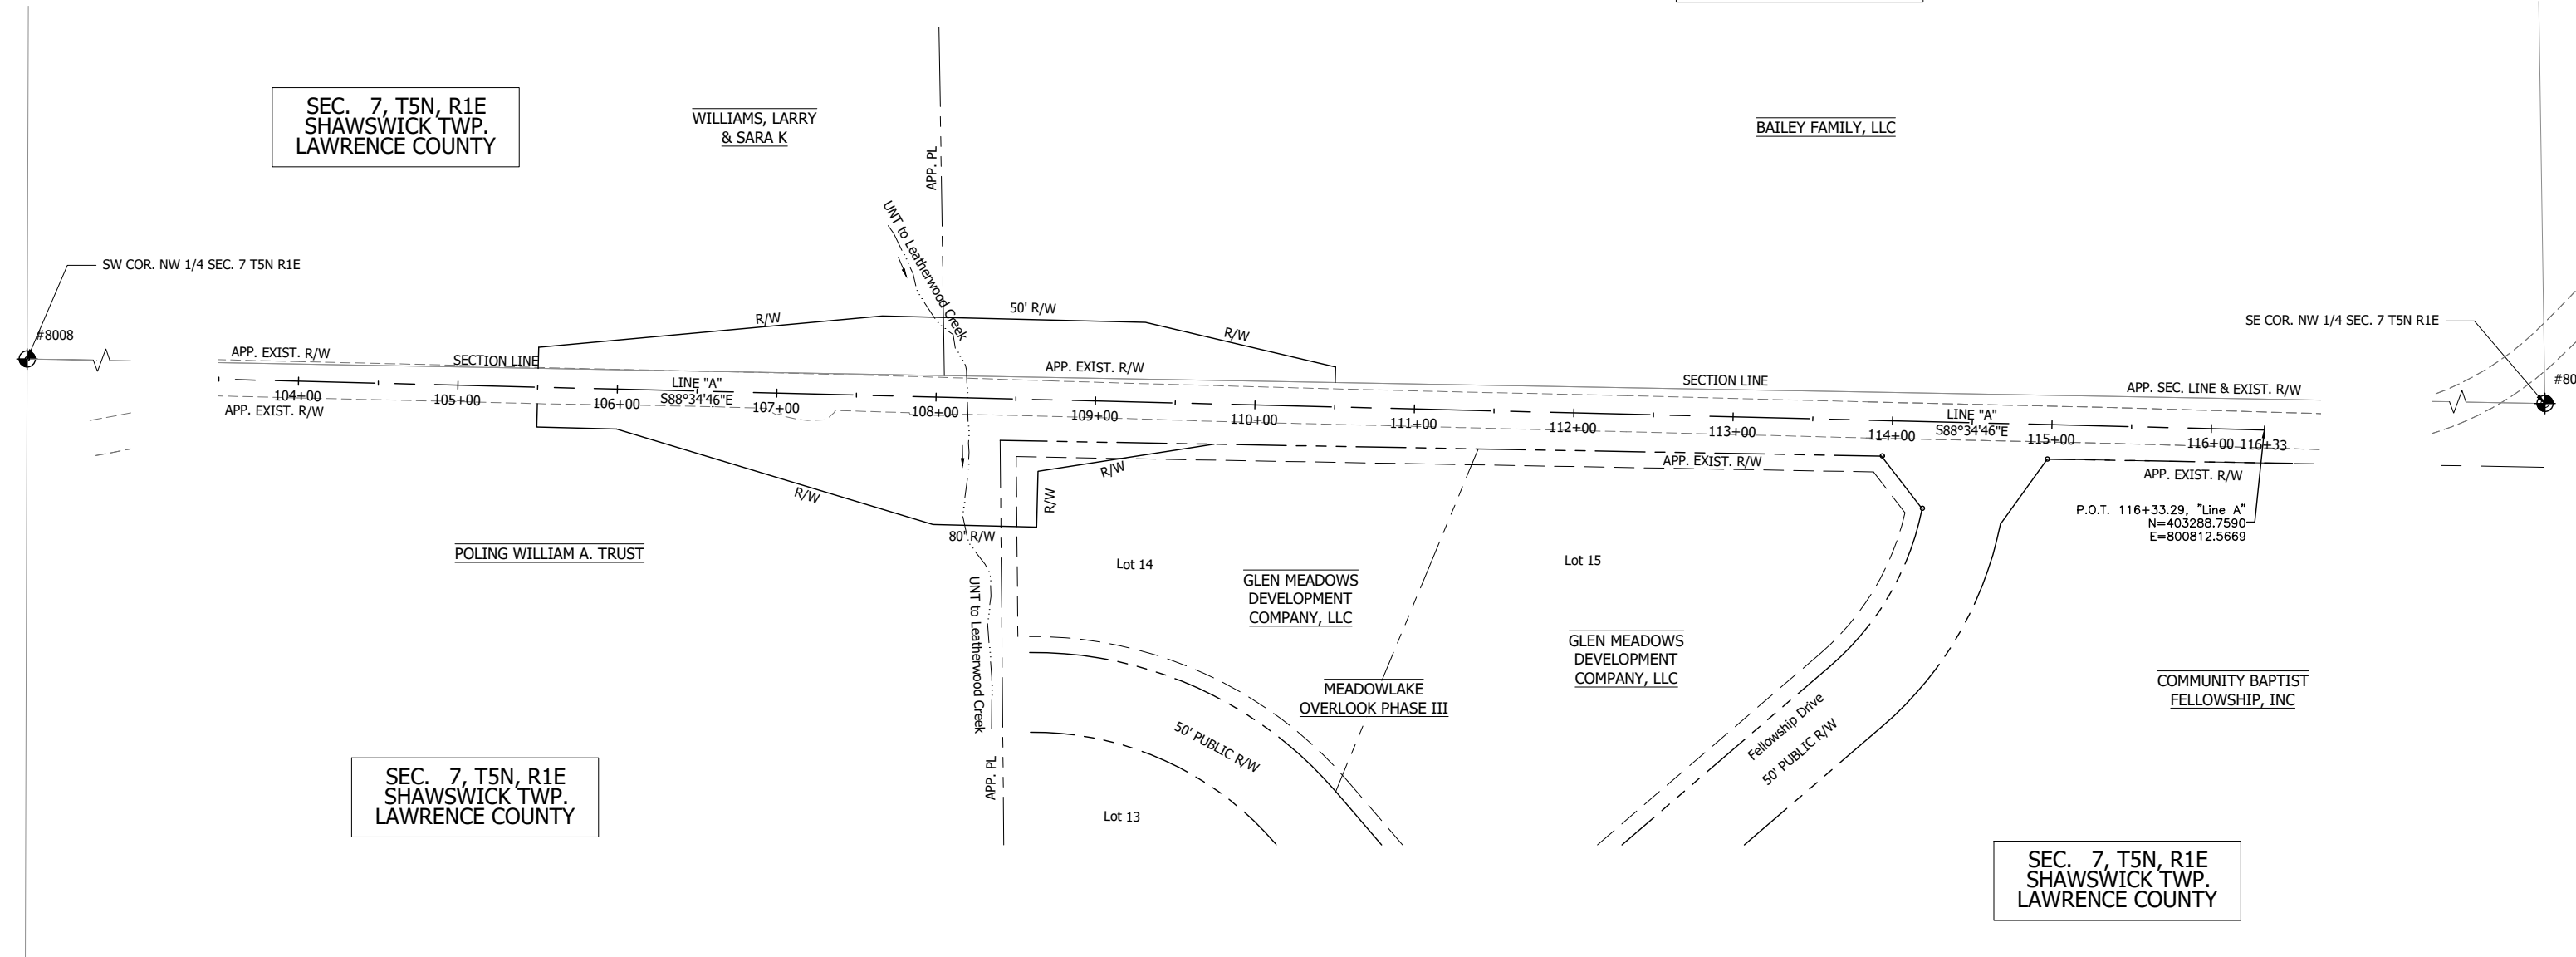 SEC. 7, T5N, R1E
SHAWSWICK TWP.
LAWRENCE COUNTY
WILLIAMS, LARRY
& SARA K
APP. PL
BAILEY FAMILY, LLC
UNT to Leatherwood Creek
SW COR. NW 1/4 SEC. 7 T5N R1E
#8008
R/W
50' R/W
R/W
SE COR. NW 1/4 SEC. 7 T5N R1E
#80
APP. EXIST. R/W
SECTION LINE
APP. EXIST. R/W
SECTION LINE
APP. SEC. LINE & EXIST. R/W
LINE "A"
S88°34'46"E
LINE "A"
S88°34'46"E
104+00
105+00
106+00
107+00
108+00
109+00
110+00
111+00
112+00
113+00
114+00
115+00
116+00
116+33
APP. EXIST. R/W
APP. EXIST. R/W
APP. EXIST. R/W
R/W
R/W
R/W
80' R/W
P.O.T. 116+33.29, "Line A"
N=403288.7590
E=800812.5669
POLING WILLIAM A. TRUST
UNT to Leatherwood Creek
Lot 14
GLEN MEADOWS
DEVELOPMENT
COMPANY, LLC
Lot 15
GLEN MEADOWS
DEVELOPMENT
COMPANY, LLC
MEADOWLAKE
OVERLOOK PHASE III
COMMUNITY BAPTIST
FELLOWSHIP, INC
50' PUBLIC R/W
Fellowship Drive
50' PUBLIC R/W
APP. PL
Lot 13
SEC. 7, T5N, R1E
SHAWSWICK TWP.
LAWRENCE COUNTY
SEC. 7, T5N, R1E
SHAWSWICK TWP.
LAWRENCE COUNTY